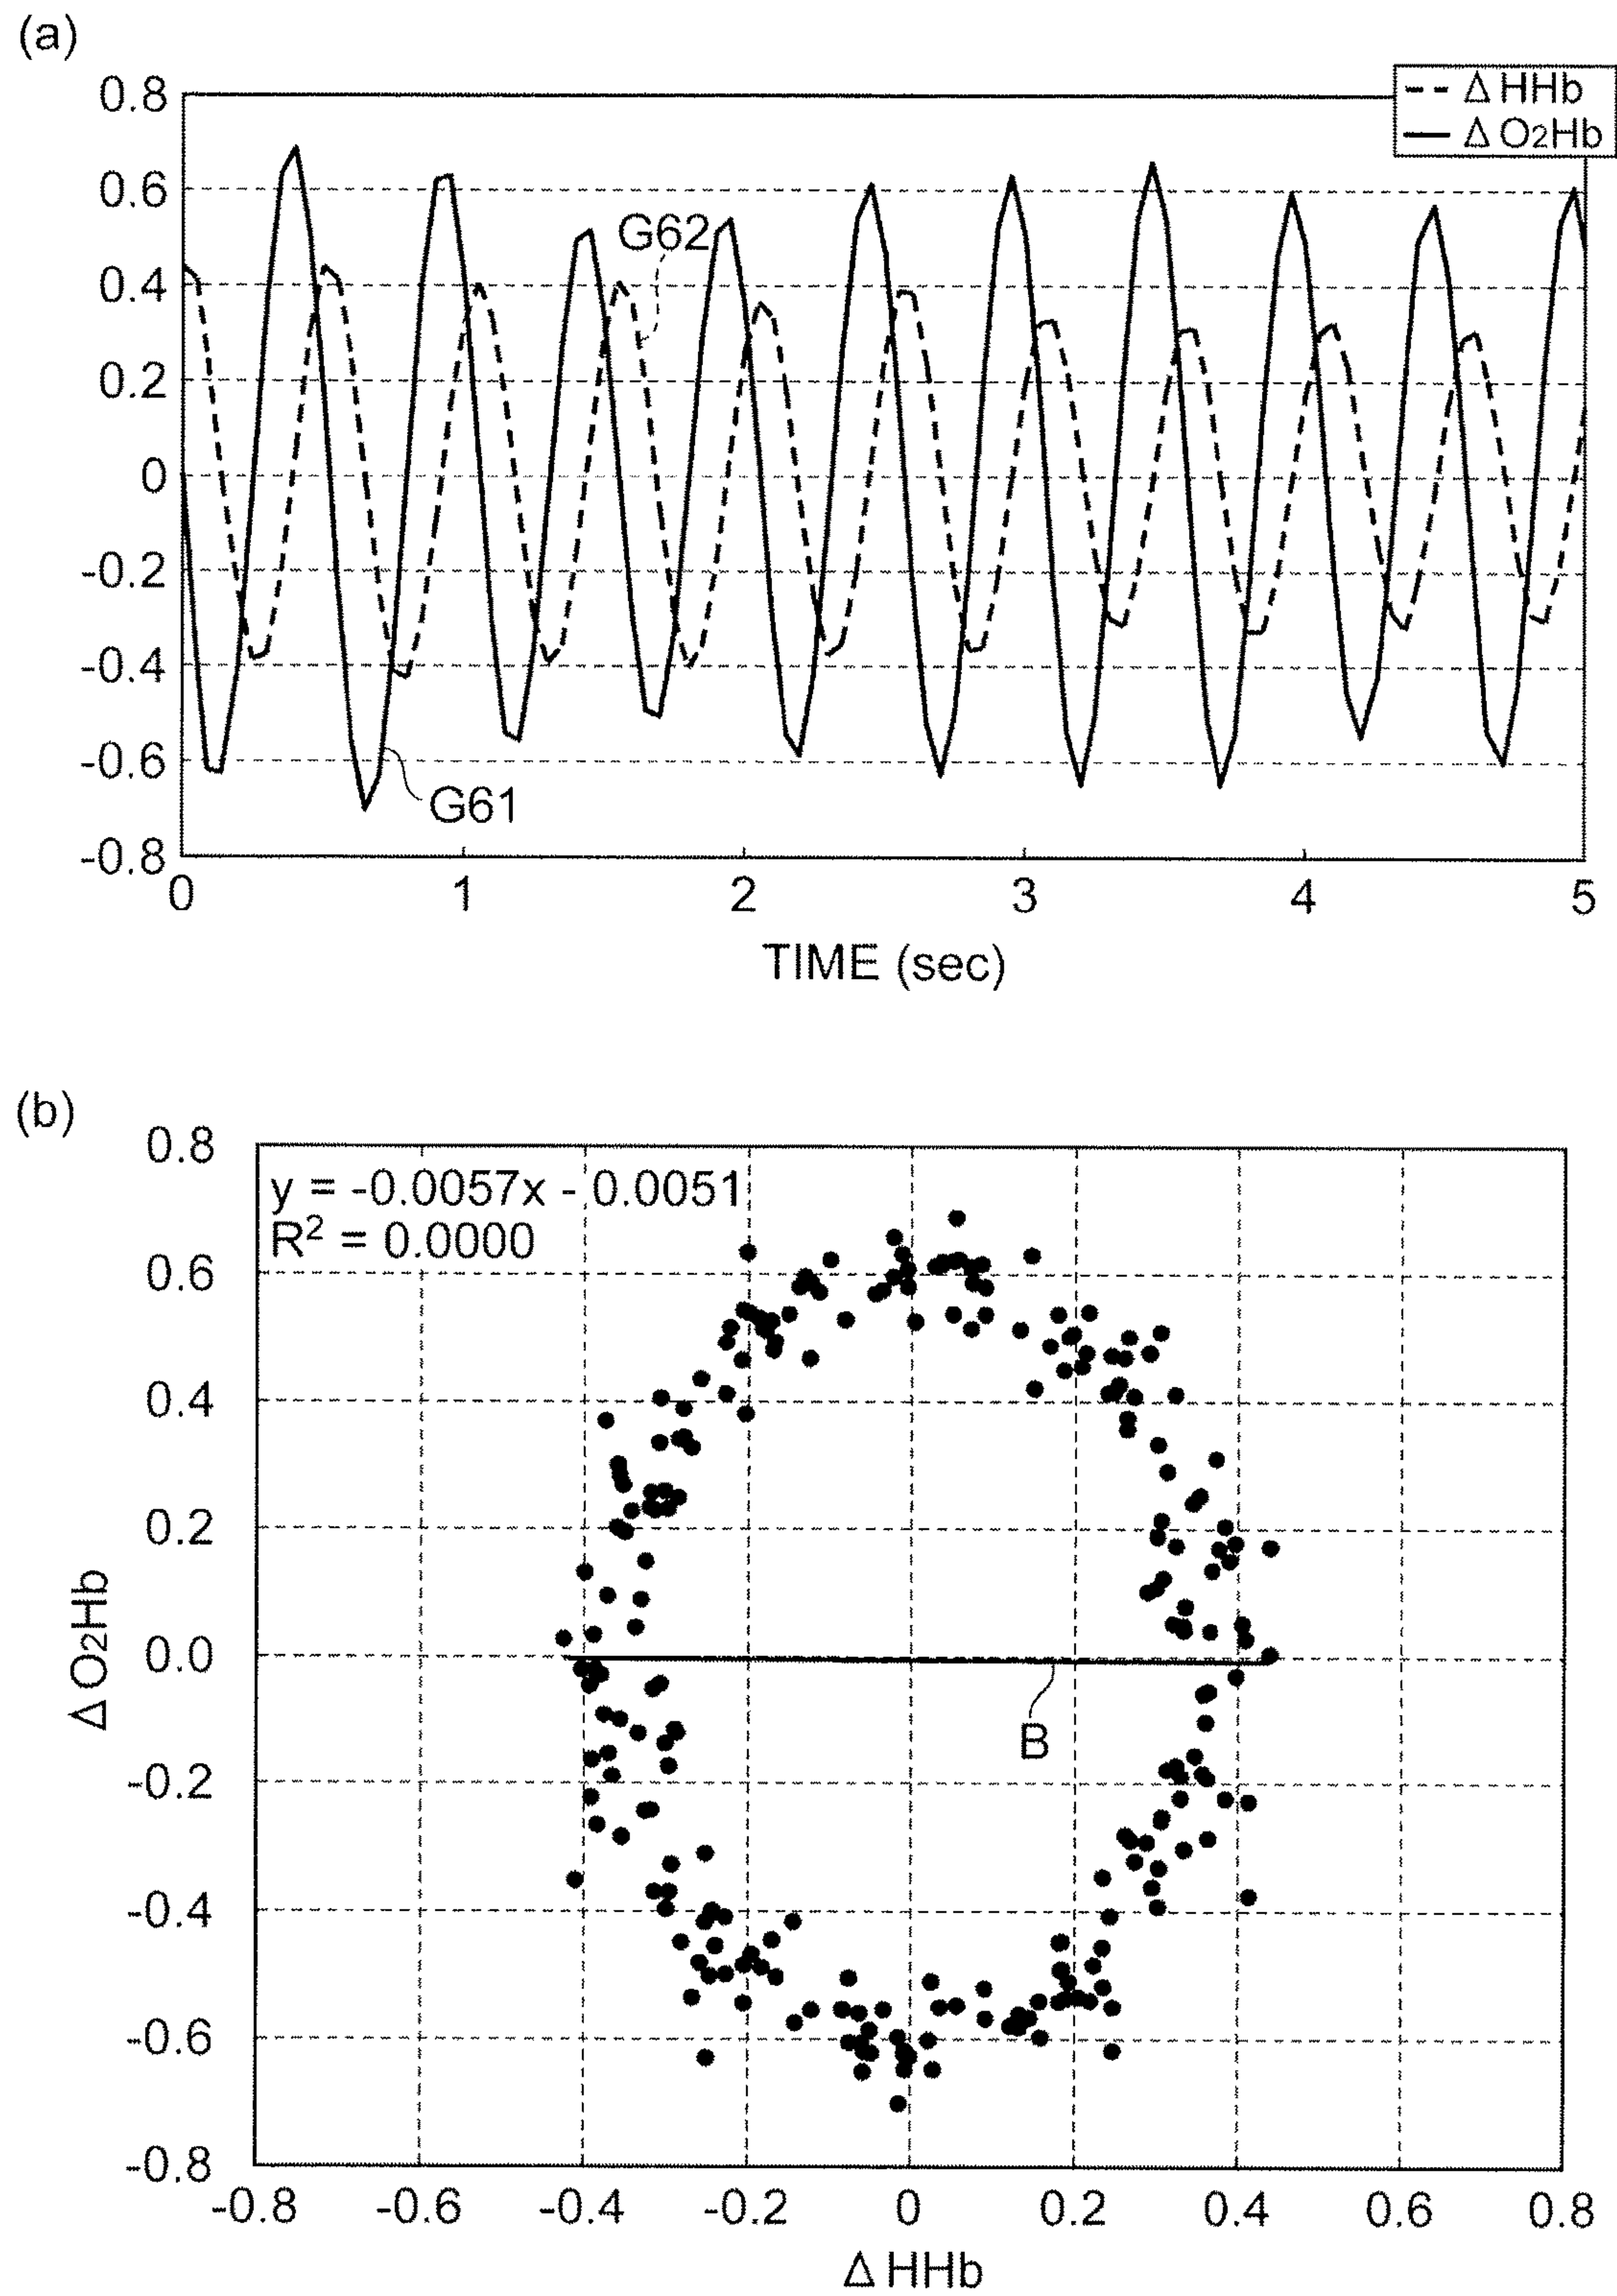 (a)
0.8
0.6
0.4
0.2
0
-0.2
-0.4
-0.6
-0.8
Δ HHb
Δ O2Hb
G62
G61
0 1 2 3 4 5
TIME (sec)
(b)
y = -0.0057x - 0.0051
R² = 0.0000
0.8
0.6
0.4
0.2
0.0
-0.2
-0.4
-0.6
-0.8
Δ O2Hb
B
-0.8 -0.6 -0.4 -0.2 0 0.2 0.4 0.6 0.8
Δ HHb